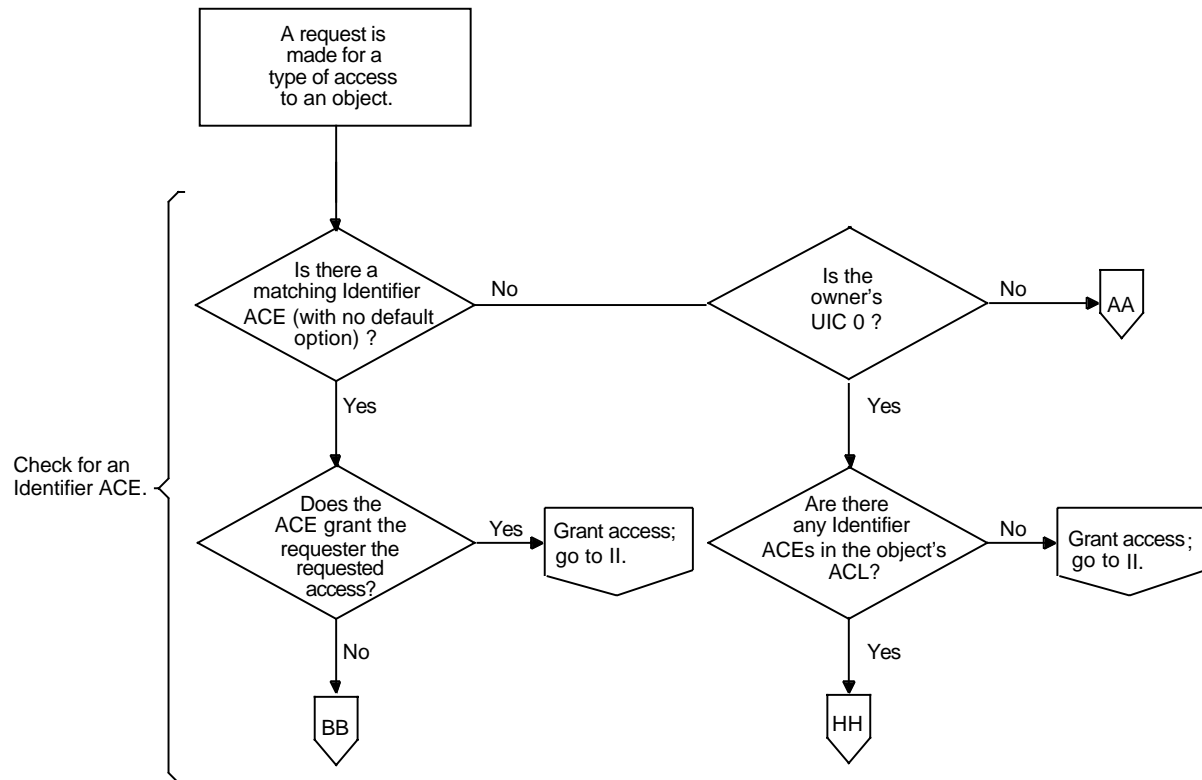 A request is
made for a
type of access
to an object.
Is there a
matching Identifier
ACE (with no default
option) ?
No
Is the
owner's
UIC 0 ?
No
AA
Yes
Yes
Check for an
Identifier ACE.
Does the
ACE grant the
requester the
requested
access?
Yes
Grant access;
go to II.
Are there
any Identifier
ACEs in the object's
ACL?
No
Grant access;
go to II.
No
Yes
BB
HH